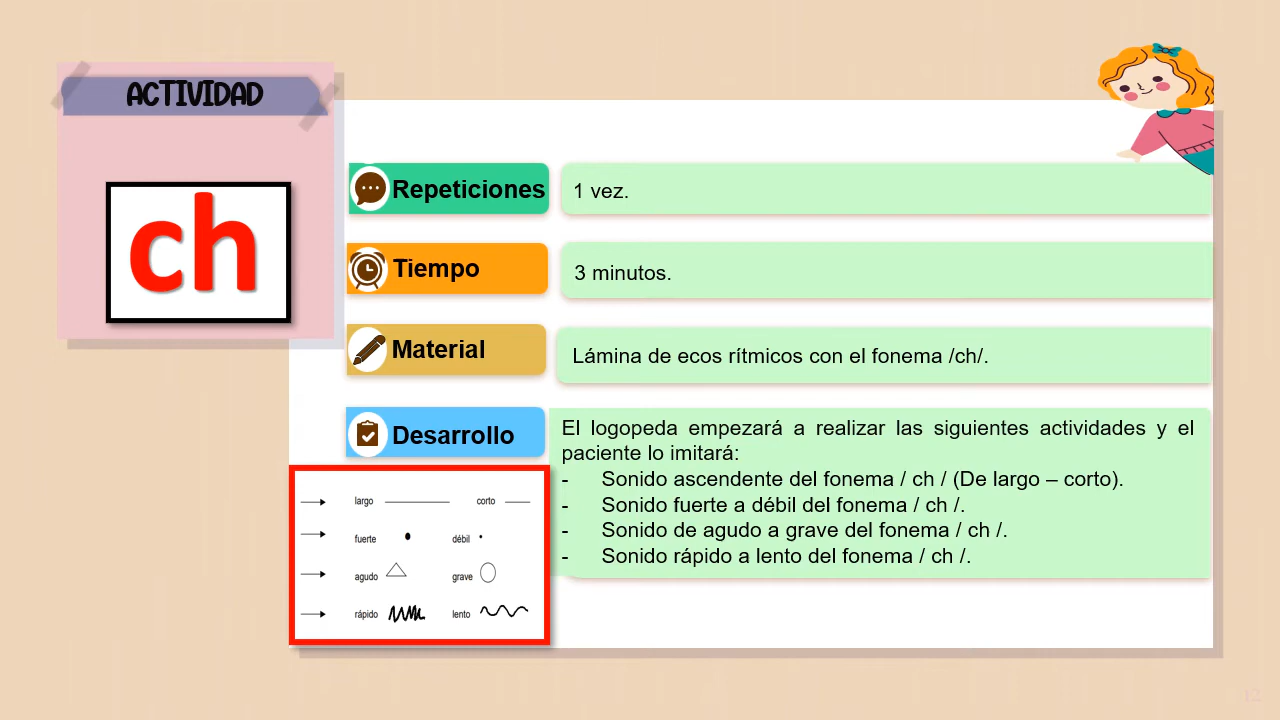 ACTIVIDAD
ch
Repeticiones
1 vez.
Tiempo
3 minutos.
Material
Lámina de ecos rítmicos con el fonema /ch/.
Desarrollo
El logopeda empezará a realizar las siguientes actividades y el
paciente lo imitará:
- Sonido ascendente del fonema / ch / (De largo – corto).
- Sonido fuerte a débil del fonema / ch /.
- Sonido de agudo a grave del fonema / ch /.
- Sonido rápido a lento del fonema / ch /.
largo corto
fuerte débil
agudo grave
rápido lento
12